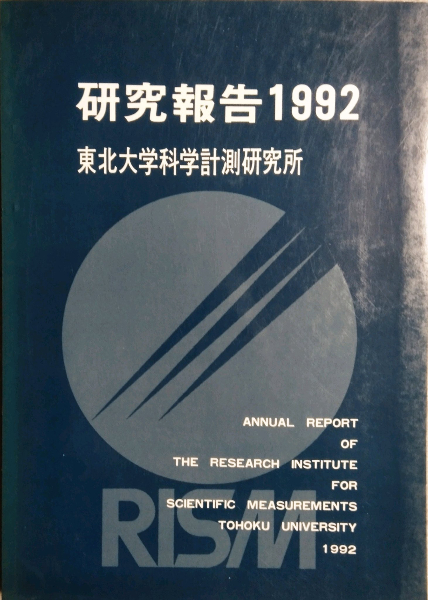 研究報告1992
東北大学科学計測研究所
ANNUAL REPORT
OF
THE RESEARCH INSTITUTE
FOR
SCIENTIFIC MEASUREMENTS
TOHOKU UNIVERSITY
1992
RISM